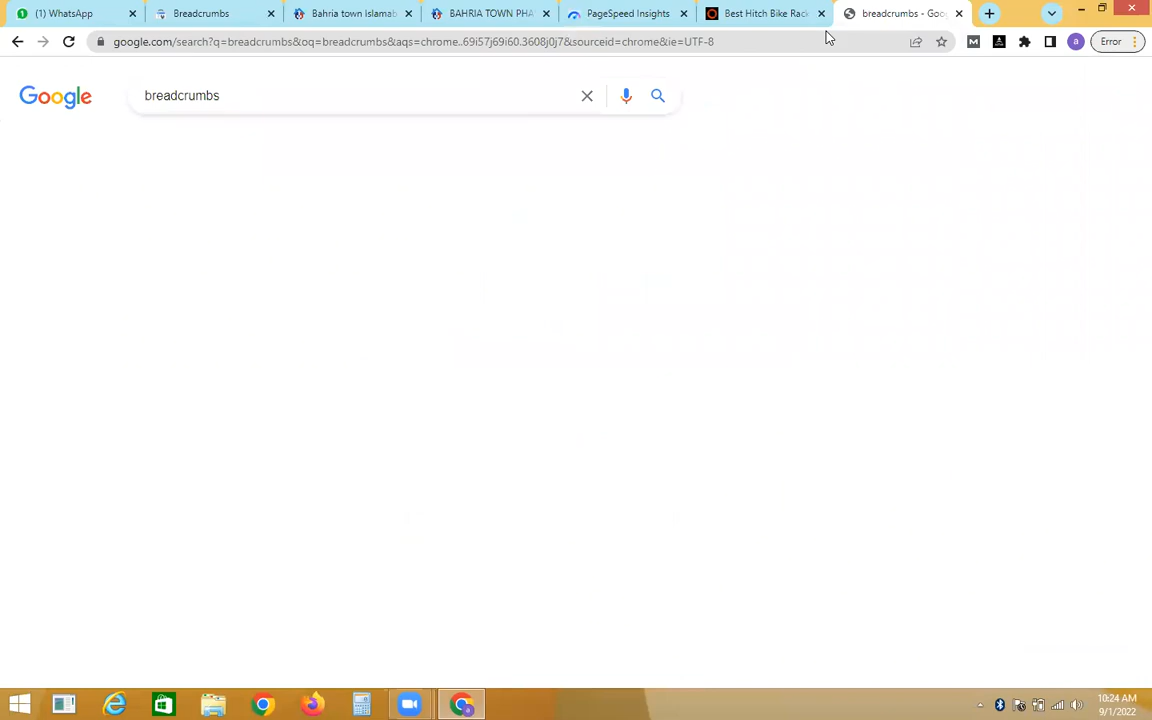 (1) WhatsApp
Breadcrumbs
Bahria town Islamab
BAHRIA TOWN PHA
PageSpeed Insights
Best Hitch Bike Rack
breadcrumbs - Goo
google.com/search?q=breadcrumbs&oq=breadcrumbs&aqs=chrome..69i57j69i60.3608j0j7&sourceid=chrome&ie=UTF-8
M
a
Error
Google
breadcrumbs
10:24 AM
9/1/2022